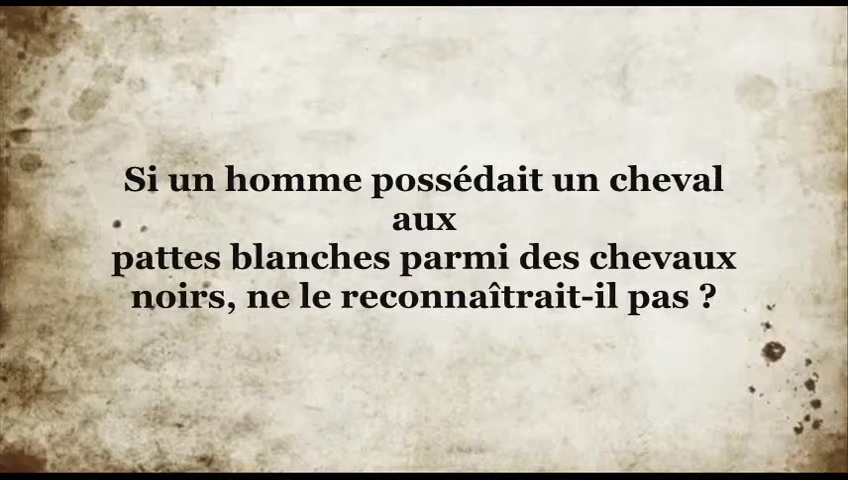 Si un homme possédait un cheval
aux
pattes blanches parmi des chevaux
noirs, ne le reconnaîtrait-il pas ?